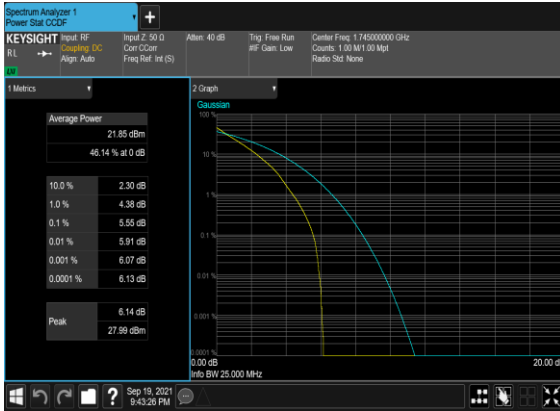 Spectrum Analyzer 1
Power Stat CCDF
KEYSIGHT
RL
Input: RF
Coupling: DC
Align: Auto
Input Z: 50 Ω
Corr CCorr
Freq Ref: Int (S)
Atten: 40 dB
Trig: Free Run
#IF Gain: Low
Center Freq: 1.745000000 GHz
Counts: 1.00 M/1.00 Mpt
Radio Std: None
1 Metrics
2 Graph
Average Power
21.85 dBm
46.14 % at 0 dB
10.0 % 2.30 dB
1.0 % 4.38 dB
0.1 % 5.55 dB
0.01 % 5.91 dB
0.001 % 6.07 dB
0.0001 % 6.13 dB
Peak
6.14 dB
27.99 dBm
Gaussian
100 %
10 %
1 %
0.1 %
0.01 %
0.001 %
0.0001 %
0.00 dB
20.00 d
Info BW 25.000 MHz
?
Sep 19, 2021
9:43:26 PM